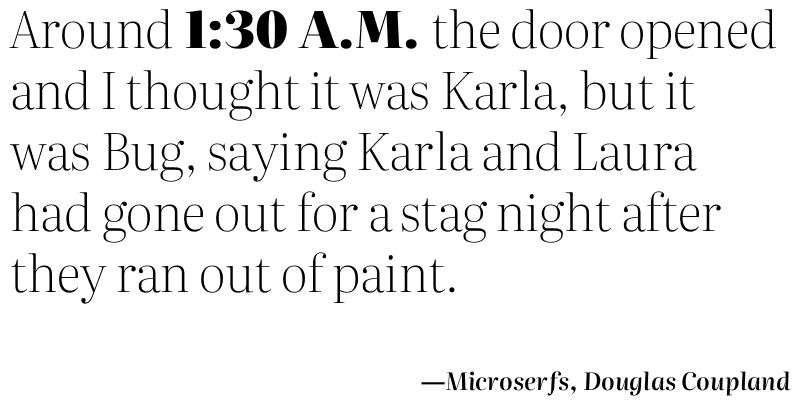 Around 1:30 A.M. the door opened
and I thought it was Karla, but it
was Bug, saying Karla and Laura
had gone out for a stag night after
they ran out of paint.
—Microserfs, Douglas Coupland